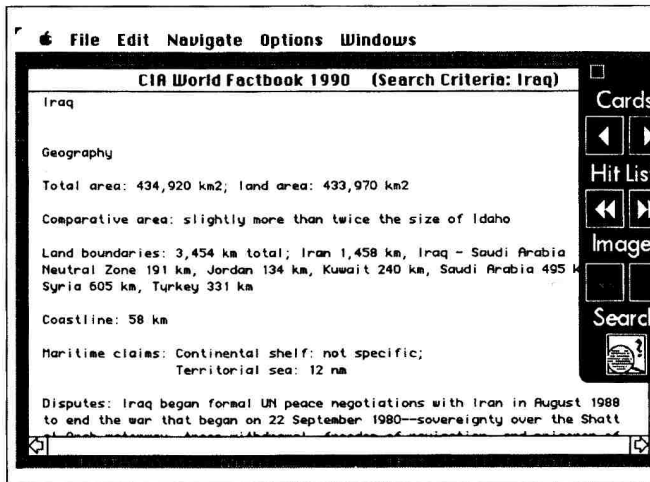 File Edit Navigate Options Windows
CIA World Factbook 1990 (Search Criteria: Iraq)
Iraq
Geography
Total area: 434,920 km2; land area: 433,970 km2
Comparative area: slightly more than twice the size of Idaho
Land boundaries: 3,454 km total; Iran 1,458 km, Iraq - Saudi Arabia
Neutral Zone 191 km, Jordan 134 km, Kuwait 240 km, Saudi Arabia 495 k
Syria 605 km, Turkey 331 km
Coastline: 58 km
Maritime claims: Continental shelf: not specific;
Territorial sea: 12 nm
Disputes: Iraq began formal UN peace negotiations with Iran in August 1988
to end the war that began on 22 September 1980--sovereignty over the Shatt
Cards
Hit Lis
Image
Search